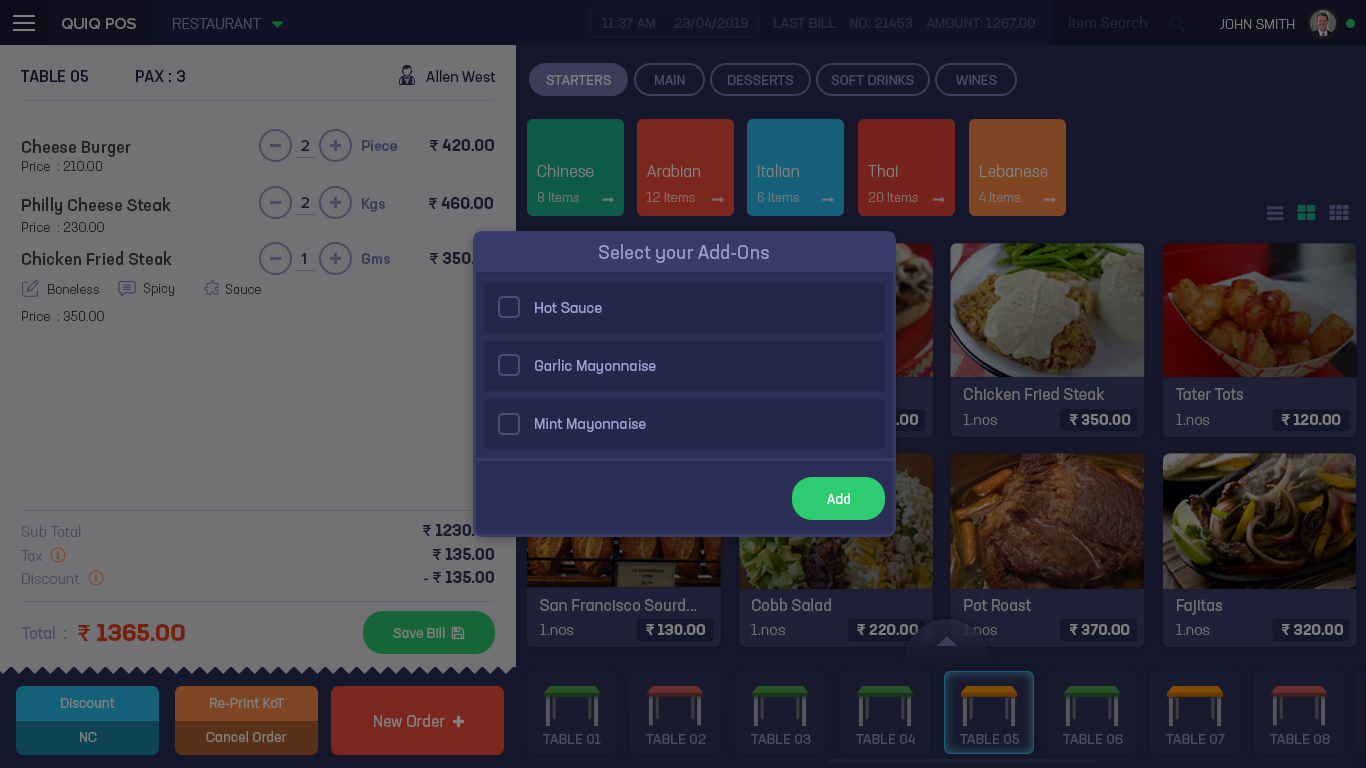 QUIQ POS
RESTAURANT
11:37 AM 23/04/2019
LAST BILL NO: 21453 AMOUNT: 1267.00
Item Search
JOHN SMITH
TABLE 05 PAX : 3
Allen West
Cheese Burger
2 Piece ₹ 420.00
Price : 210.00
Philly Cheese Steak
2 Kgs ₹ 460.00
Price : 230.00
Chicken Fried Steak
1 Gms ₹ 350.
Boneless Spicy Sauce
Price : 350.00
Sub Total ₹ 1230.
Tax ₹ 135.00
Discount - ₹ 135.00
Total : ₹ 1365.00
Save Bill
Discount
NC
Re-Print KoT
Cancel Order
New Order +
STARTERS MAIN DESSERTS SOFT DRINKS WINES
Chinese
8 Items
Arabian
12 Items
Italian
6 Items
Thai
20 Items
Lebanese
4 Items
Select your Add-Ons
Hot Sauce
Garlic Mayonnaise
Mint Mayonnaise
Add
.00
Chicken Fried Steak
1.nos ₹ 350.00
Tater Tots
1.nos ₹ 120.00
San Francisco Sourd...
1.nos ₹ 130.00
Cobb Salad
1.nos ₹ 220.00
Pot Roast
1.nos ₹ 370.00
Fajitas
1.nos ₹ 320.00
TABLE 01 TABLE 02 TABLE 03 TABLE 04 TABLE 05 TABLE 06 TABLE 07 TABLE 08